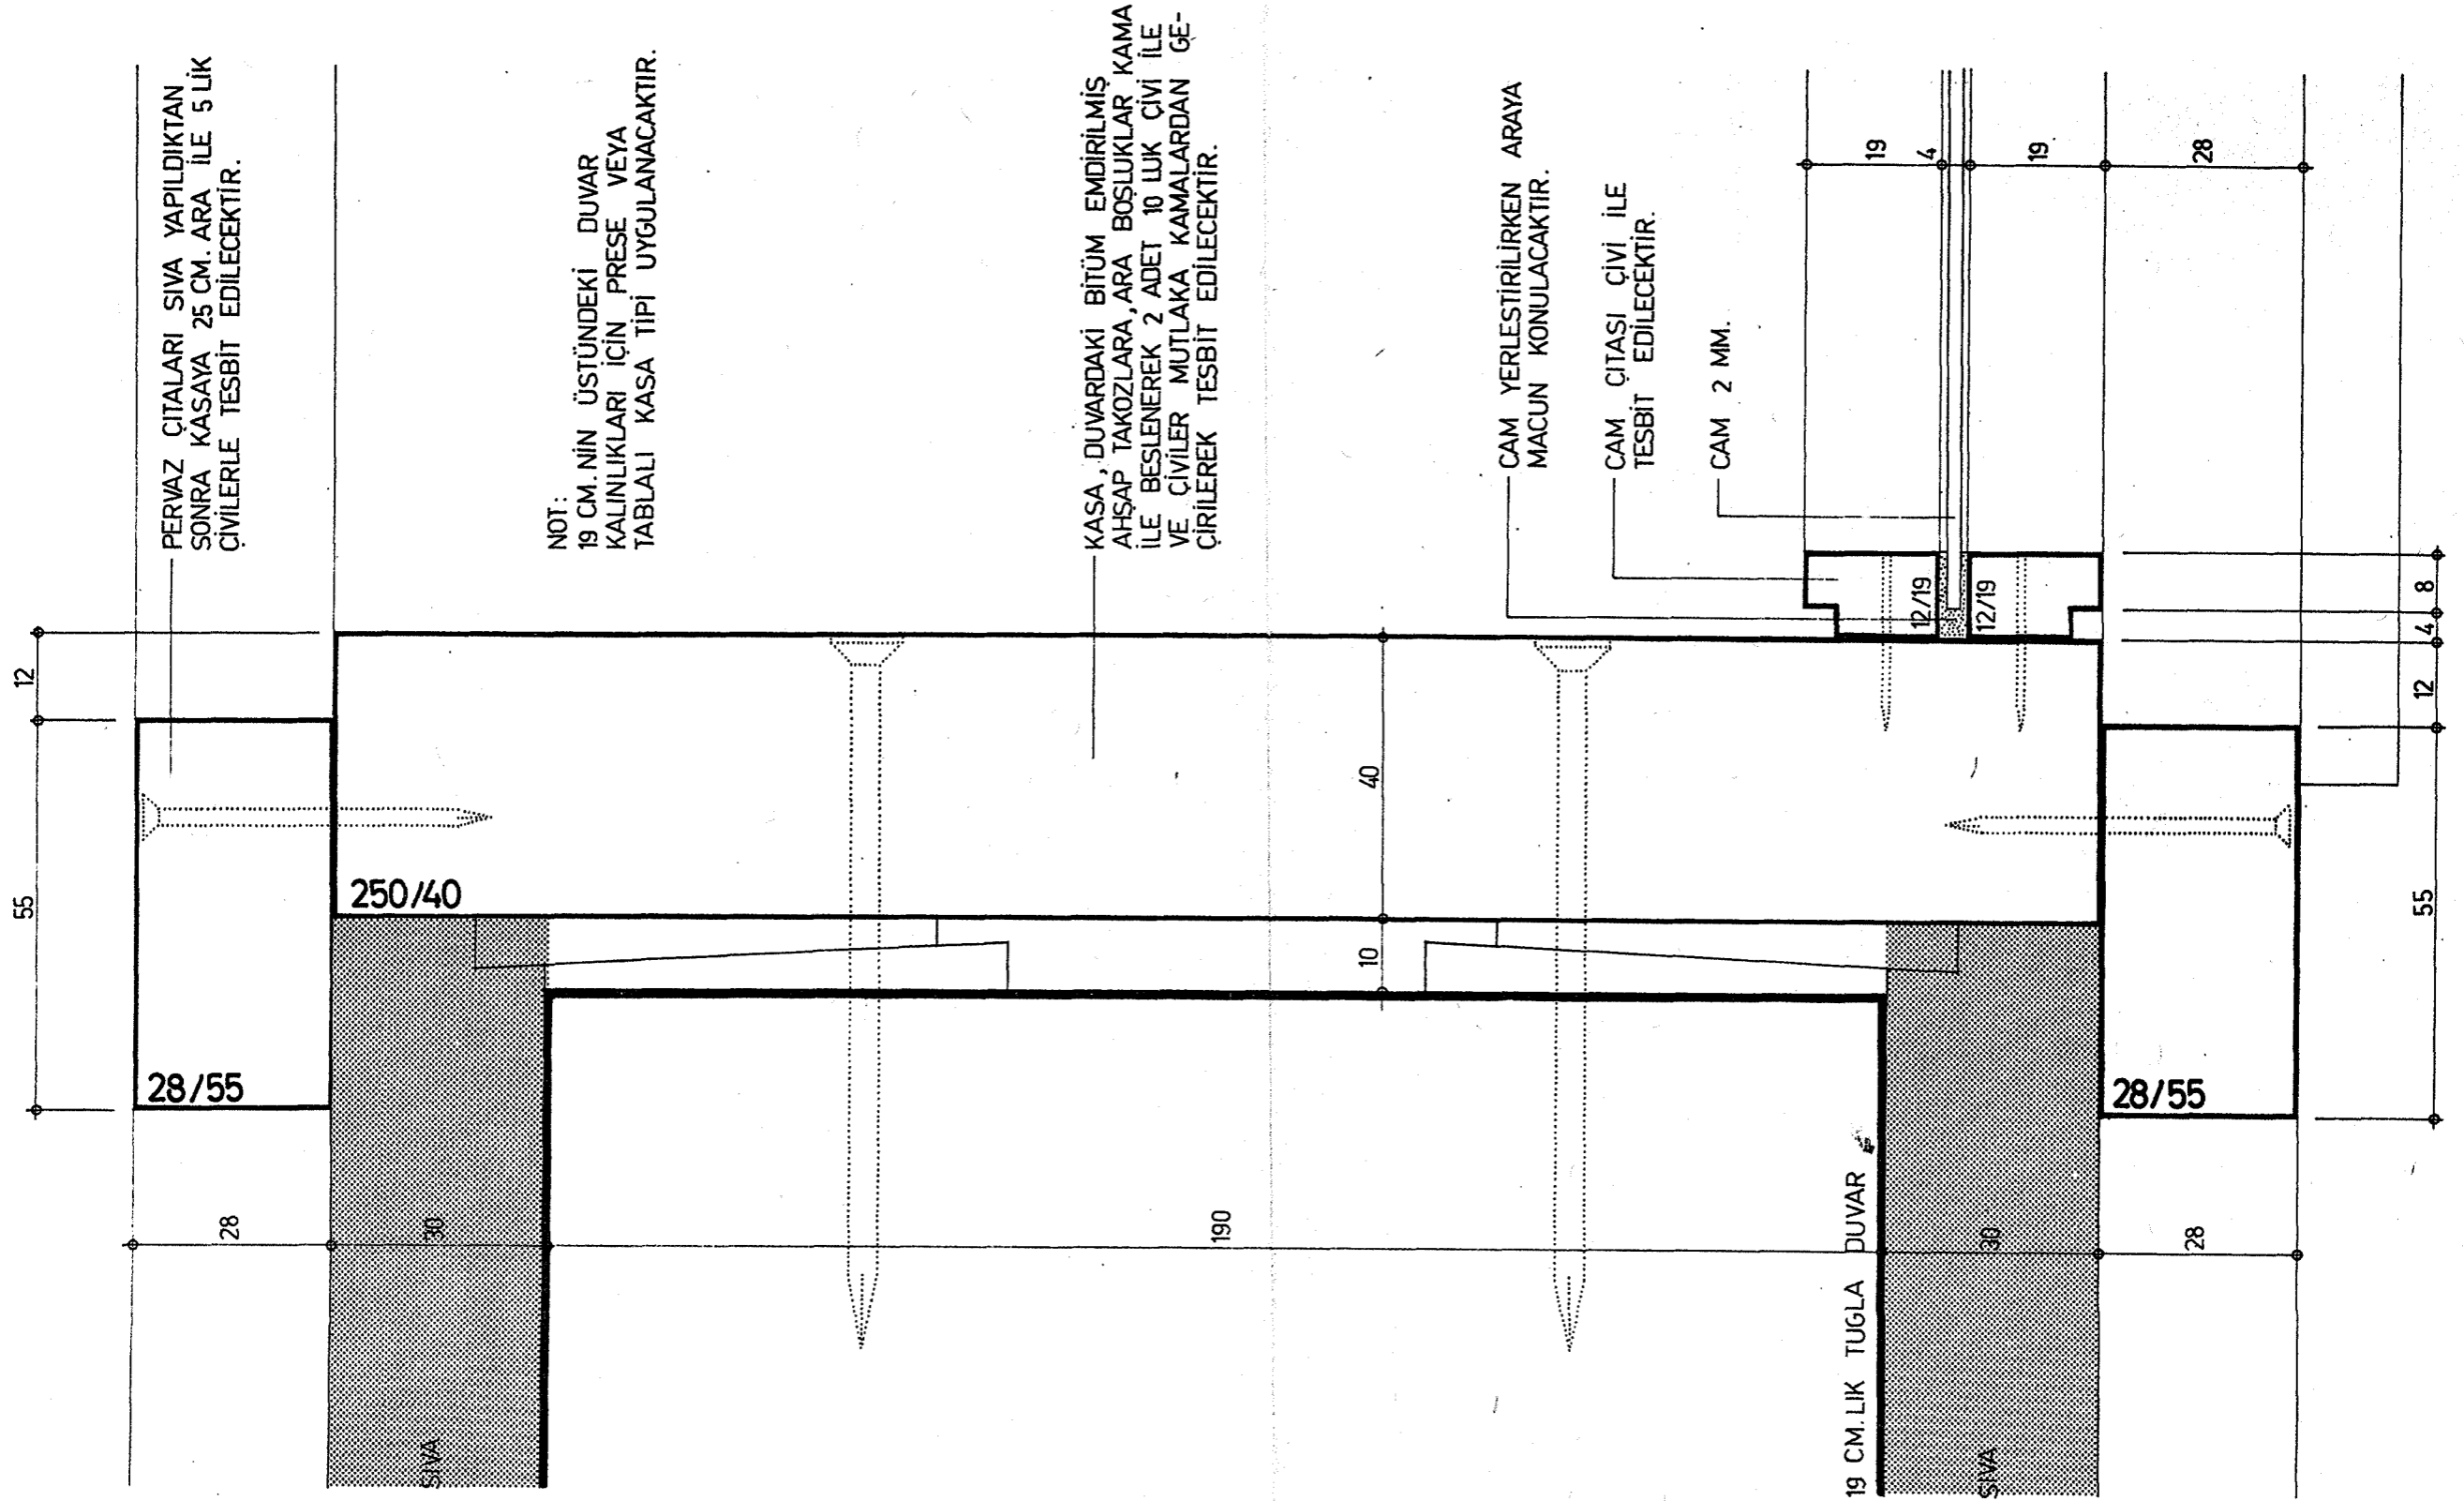 PERVAZ ÇITALARI SIVA YAPILDIKTAN
SONRA KASAYA 25 CM. ARA İLE 5 LİK
ÇİVİLERLE TESBİT EDİLECEKTİR.
NOT:
19 CM. NİN ÜSTÜNDEKİ DUVAR
KALINLIKLARI İÇİN PRESE VEYA
TABLALI KASA TİPİ UYGULANACAKTIR.
KASA, DUVARDAKİ BİTÜM EMDİRİLMİŞ
AHŞAP TAKOZLARA, ARA BOŞLUKLAR KAMA
İLE BESLENEREK 2 ADET 10 LUK ÇİVİ İLE
VE ÇİVİLER MUTLAKA KAMALARDAN GE-
ÇİRİLEREK TESBİT EDİLECEKTİR.
CAM YERLESTİRİLİRKEN ARAYA
MACUN KONULACAKTIR.
CAM ÇITASI ÇİVİ İLE
TESBİT EDİLECEKTİR.
CAM 2 MM.
12
55
28/55
250/40
28
30
SIVA
190
40
10
19 CM. LIK TUGLA DUVAR
30
SIVA
28
28/55
12/19
12/19
19
4
19
28
8
4
12
55